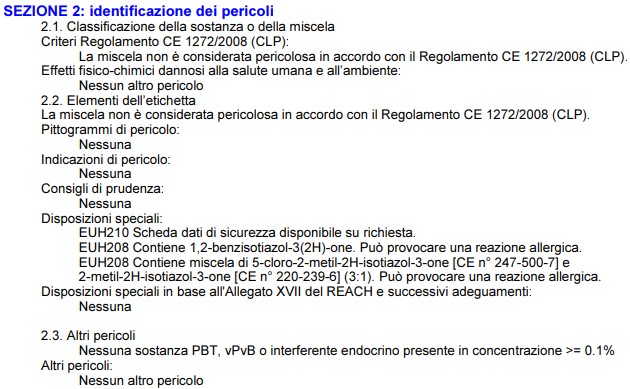 SEZIONE 2: identificazione dei pericoli
2.1. Classificazione della sostanza o della miscela
Criteri Regolamento CE 1272/2008 (CLP):
La miscela non è considerata pericolosa in accordo con il Regolamento CE 1272/2008 (CLP).
Effetti fisico-chimici dannosi alla salute umana e all'ambiente:
Nessun altro pericolo
2.2. Elementi dell'etichetta
La miscela non è considerata pericolosa in accordo con il Regolamento CE 1272/2008 (CLP).
Pittogrammi di pericolo:
Nessuna
Indicazioni di pericolo:
Nessuna
Consigli di prudenza:
Nessuna
Disposizioni speciali:
EUH210 Scheda dati di sicurezza disponibile su richiesta.
EUH208 Contiene 1,2-benzisotiazol-3(2H)-one. Può provocare una reazione allergica.
EUH208 Contiene miscela di 5-cloro-2-metil-2H-isotiazol-3-one [CE n° 247-500-7] e
2-metil-2H-isotiazol-3-one [CE n° 220-239-6] (3:1). Può provocare una reazione allergica.
Disposizioni speciali in base all'Allegato XVII del REACH e successivi adeguamenti:
Nessuna
2.3. Altri pericoli
Nessuna sostanza PBT, vPvB o interferente endocrino presente in concentrazione >= 0.1%
Altri pericoli:
Nessun altro pericolo